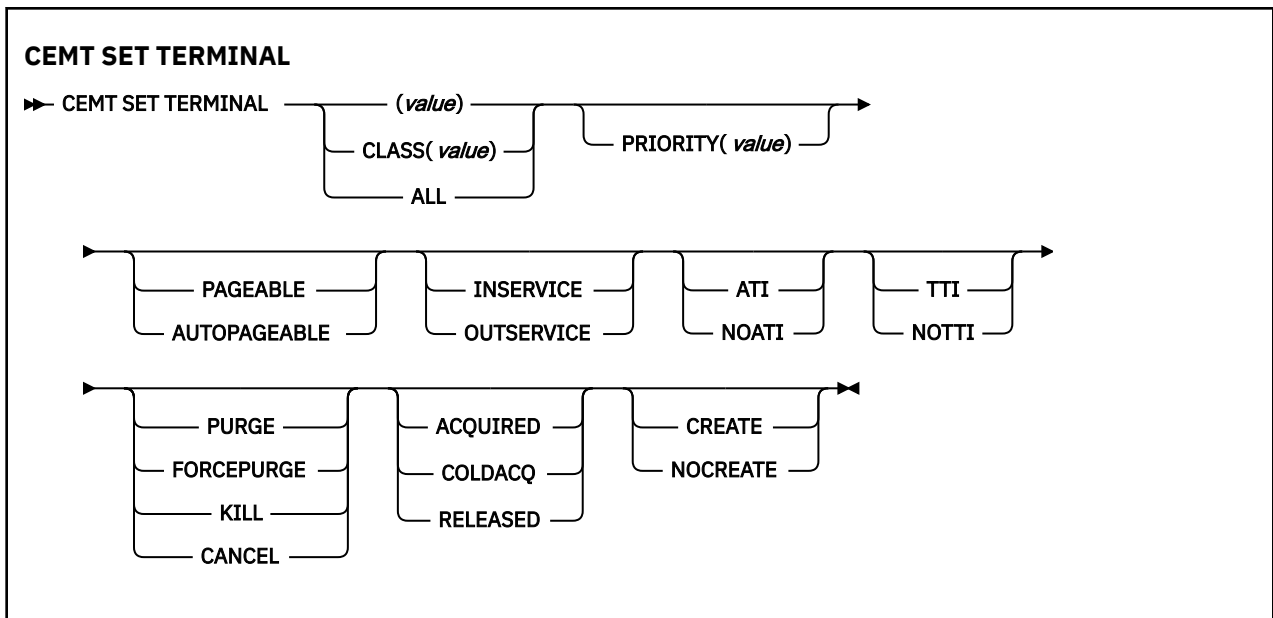 CEMT SET TERMINAL
CEMT SET TERMINAL (value) 
CLASS( value) PRIORITY( value)
ALL
PAGEABLE INSERVICE ATI TTI
AUTOPAGEABLE OUTSERVICE NOATI NOTTI
PURGE ACQUIRED CREATE
FORCEPURGE COLDACQ NOCREATE
KILL RELEASED
CANCEL